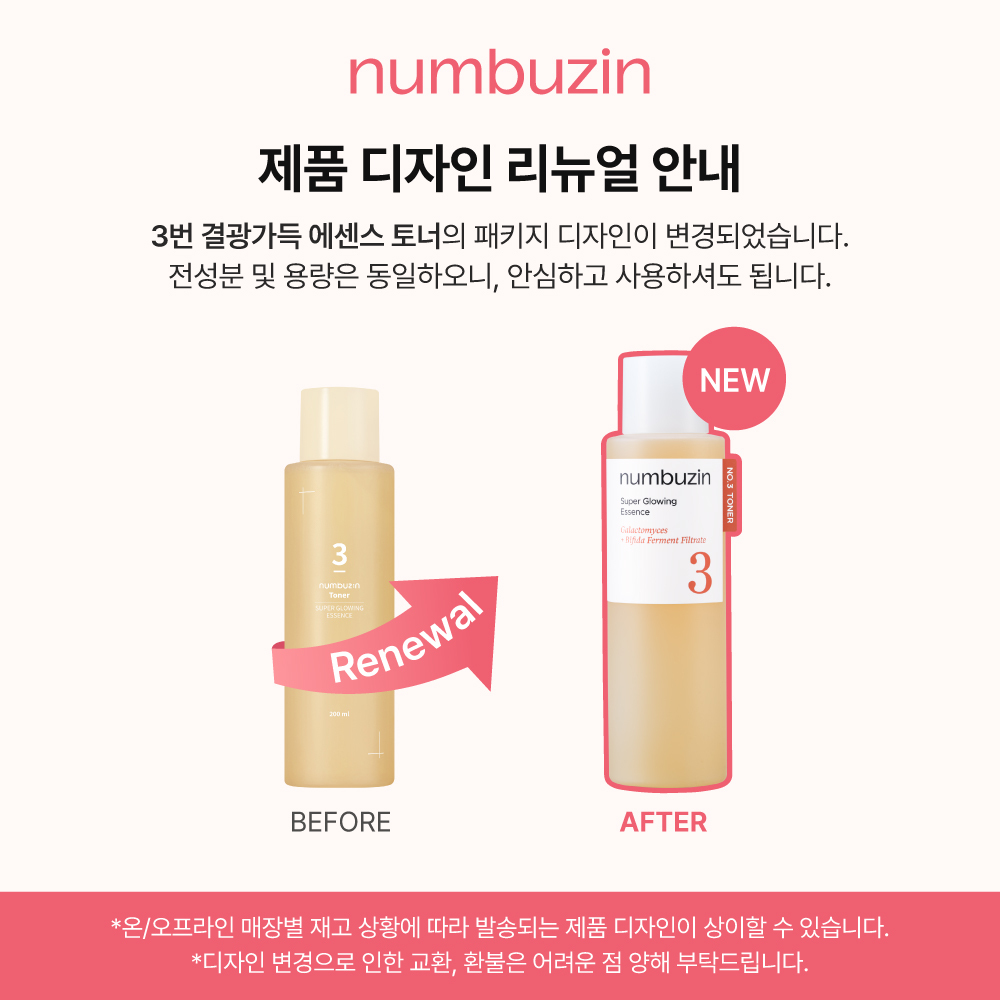 numbuzin
제품 디자인 리뉴얼 안내
3번 결광가득 에센스 토너의 패키지 디자인이 변경되었습니다.
전성분 및 용량은 동일하오니, 안심하고 사용하셔도 됩니다.
3
numbuzin
Toner
SUPER GLOWING
ESSENCE
200 ml
Renewal
BEFORE
NEW
numbuzin
Super Glowing
Essence
Galactomyces
+ Bifida Ferment Filtrate
3
NO. 3 TONER
AFTER
*온/오프라인 매장별 재고 상황에 따라 발송되는 제품 디자인이 상이할 수 있습니다.
*디자인 변경으로 인한 교환, 환불은 어려운 점 양해 부탁드립니다.